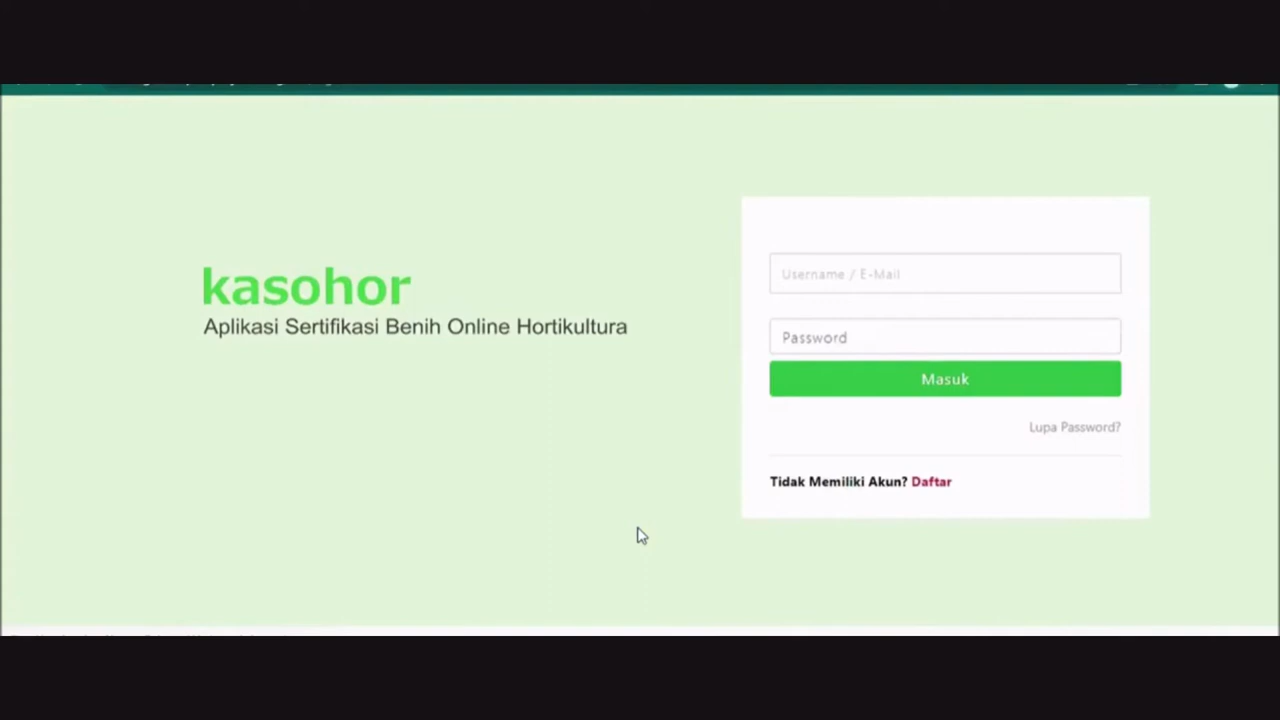 kasohor
Aplikasi Sertifikasi Benih Online Hortikultura
Username / E-Mail
Password
Masuk
Lupa Password?
Tidak Memiliki Akun? Daftar